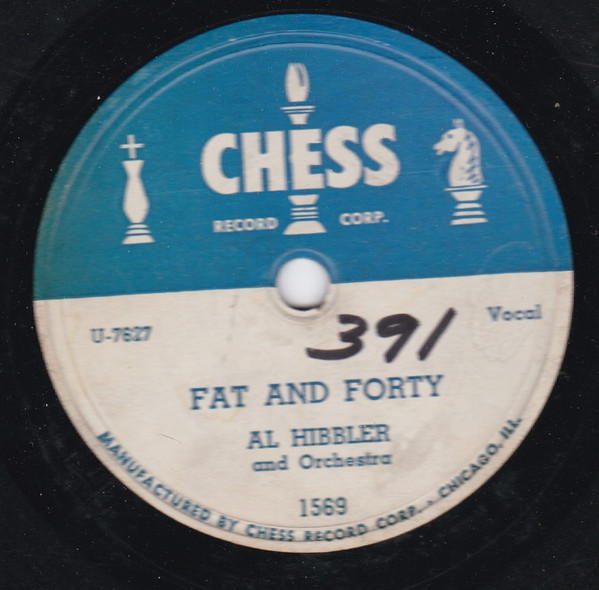 CHESS
RECORD CORP.
U-7627
391
Vocal
FAT AND FORTY
AL HIBBLER
and Orchestra
1569
MANUFACTURED BY CHESS RECORD CORP. - CHICAGO, ILL.